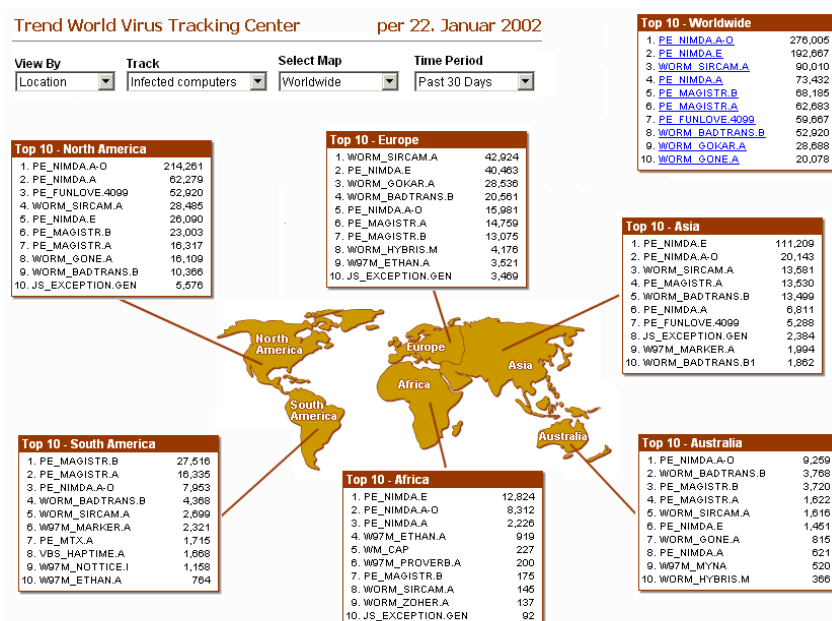 Trend World Virus Tracking Center per 22. Januar 2002
View By Track Select Map Time Period
Location Infected computers Worldwide Past 30 Days
Top 10 - Worldwide
1. PE_NIMDA.A-O 276,005
2. PE_NIMDA.E 192,667
3. WORM_SIRCAM.A 90,010
4. PE_NIMDA.A 73,432
5. PE_MAGISTR.B 68,185
6. PE_MAGISTR.A 62,683
7. PE_FUNLOVE.4099 59,667
8. WORM_BADTRANS.B 52,920
9. WORM_GOKAR.A 28,688
10. WORM_GONE.A 20,078
Top 10 - North America
1. PE_NIMDA.A-O 214,261
2. PE_NIMDA.A 62,279
3. PE_FUNLOVE.4099 52,920
4. WORM_SIRCAM.A 28,485
5. PE_NIMDA.E 26,090
6. PE_MAGISTR.B 23,003
7. PE_MAGISTR.A 16,317
8. WORM_GONE.A 16,109
9. WORM_BADTRANS.B 10,366
10. JS_EXCEPTION.GEN 5,576
Top 10 - Europe
1. WORM_SIRCAM.A 42,924
2. PE_NIMDA.E 40,463
3. WORM_GOKAR.A 28,536
4. WORM_BADTRANS.B 20,561
5. PE_NIMDA.A-O 15,981
6. PE_MAGISTR.A 14,759
7. PE_MAGISTR.B 13,075
8. WORM_HYBRIS.M 4,176
9. W97M_ETHAN.A 3,521
10. JS_EXCEPTION.GEN 3,469
Top 10 - Asia
1. PE_NIMDA.E 111,209
2. PE_NIMDA.A-O 20,143
3. WORM_SIRCAM.A 13,581
4. PE_MAGISTR.A 13,530
5. WORM_BADTRANS.B 13,499
6. PE_NIMDA.A 6,811
7. PE_FUNLOVE.4099 5,288
8. JS_EXCEPTION.GEN 2,384
9. W97M_MARKER.A 1,994
10. WORM_BADTRANS.B1 1,862
North
America
Europe
Asia
Africa
South
America
Australia
Top 10 - South America
1. PE_MAGISTR.B 27,516
2. PE_MAGISTR.A 16,335
3. PE_NIMDA.A-O 7,953
4. WORM_BADTRANS.B 4,368
5. WORM_SIRCAM.A 2,699
6. W97M_MARKER.A 2,321
7. PE_MTX.A 1,715
8. VBS_HAPTIME.A 1,668
9. W97M_NOTTICE.I 1,158
10. W97M_ETHAN.A 764
Top 10 - Africa
1. PE_NIMDA.E 12,824
2. PE_NIMDA.A-O 8,312
3. PE_NIMDA.A 2,226
4. W97M_ETHAN.A 919
5. WM_CAP 227
6. W97M_PROVERB.A 200
7. PE_MAGISTR.B 175
8. WORM_SIRCAM.A 145
9. WORM_ZOHER.A 137
10. JS_EXCEPTION.GEN 92
Top 10 - Australia
1. PE_NIMDA.A-O 9,259
2. WORM_BADTRANS.B 3,768
3. PE_MAGISTR.B 3,720
4. PE_MAGISTR.A 1,622
5. WORM_SIRCAM.A 1,616
6. PE_NIMDA.E 1,451
7. WORM_GONE.A 815
8. PE_NIMDA.A 621
9. W97M_MYNA 520
10. WORM_HYBRIS.M 366